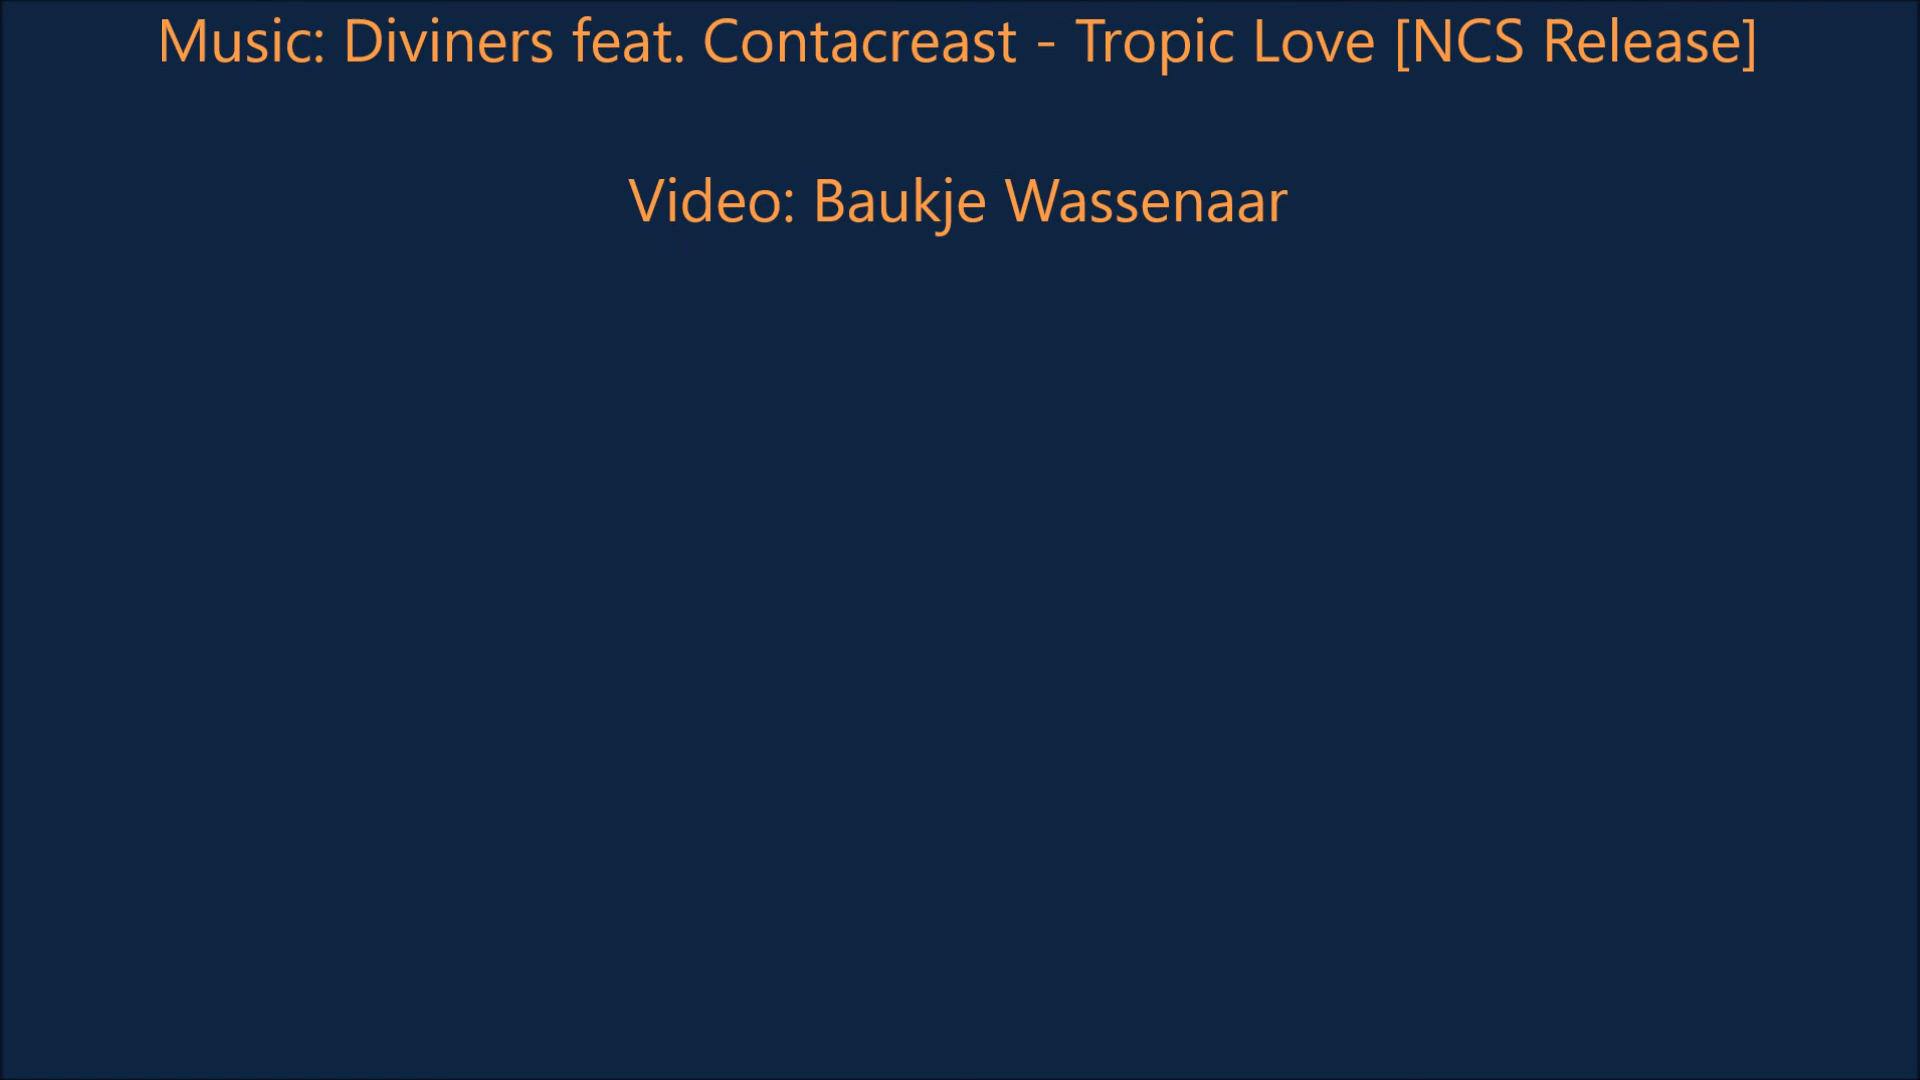 Music: Diviners feat. Contacreast - Tropic Love [NCS Release]
Video: Baukje Wassenaar